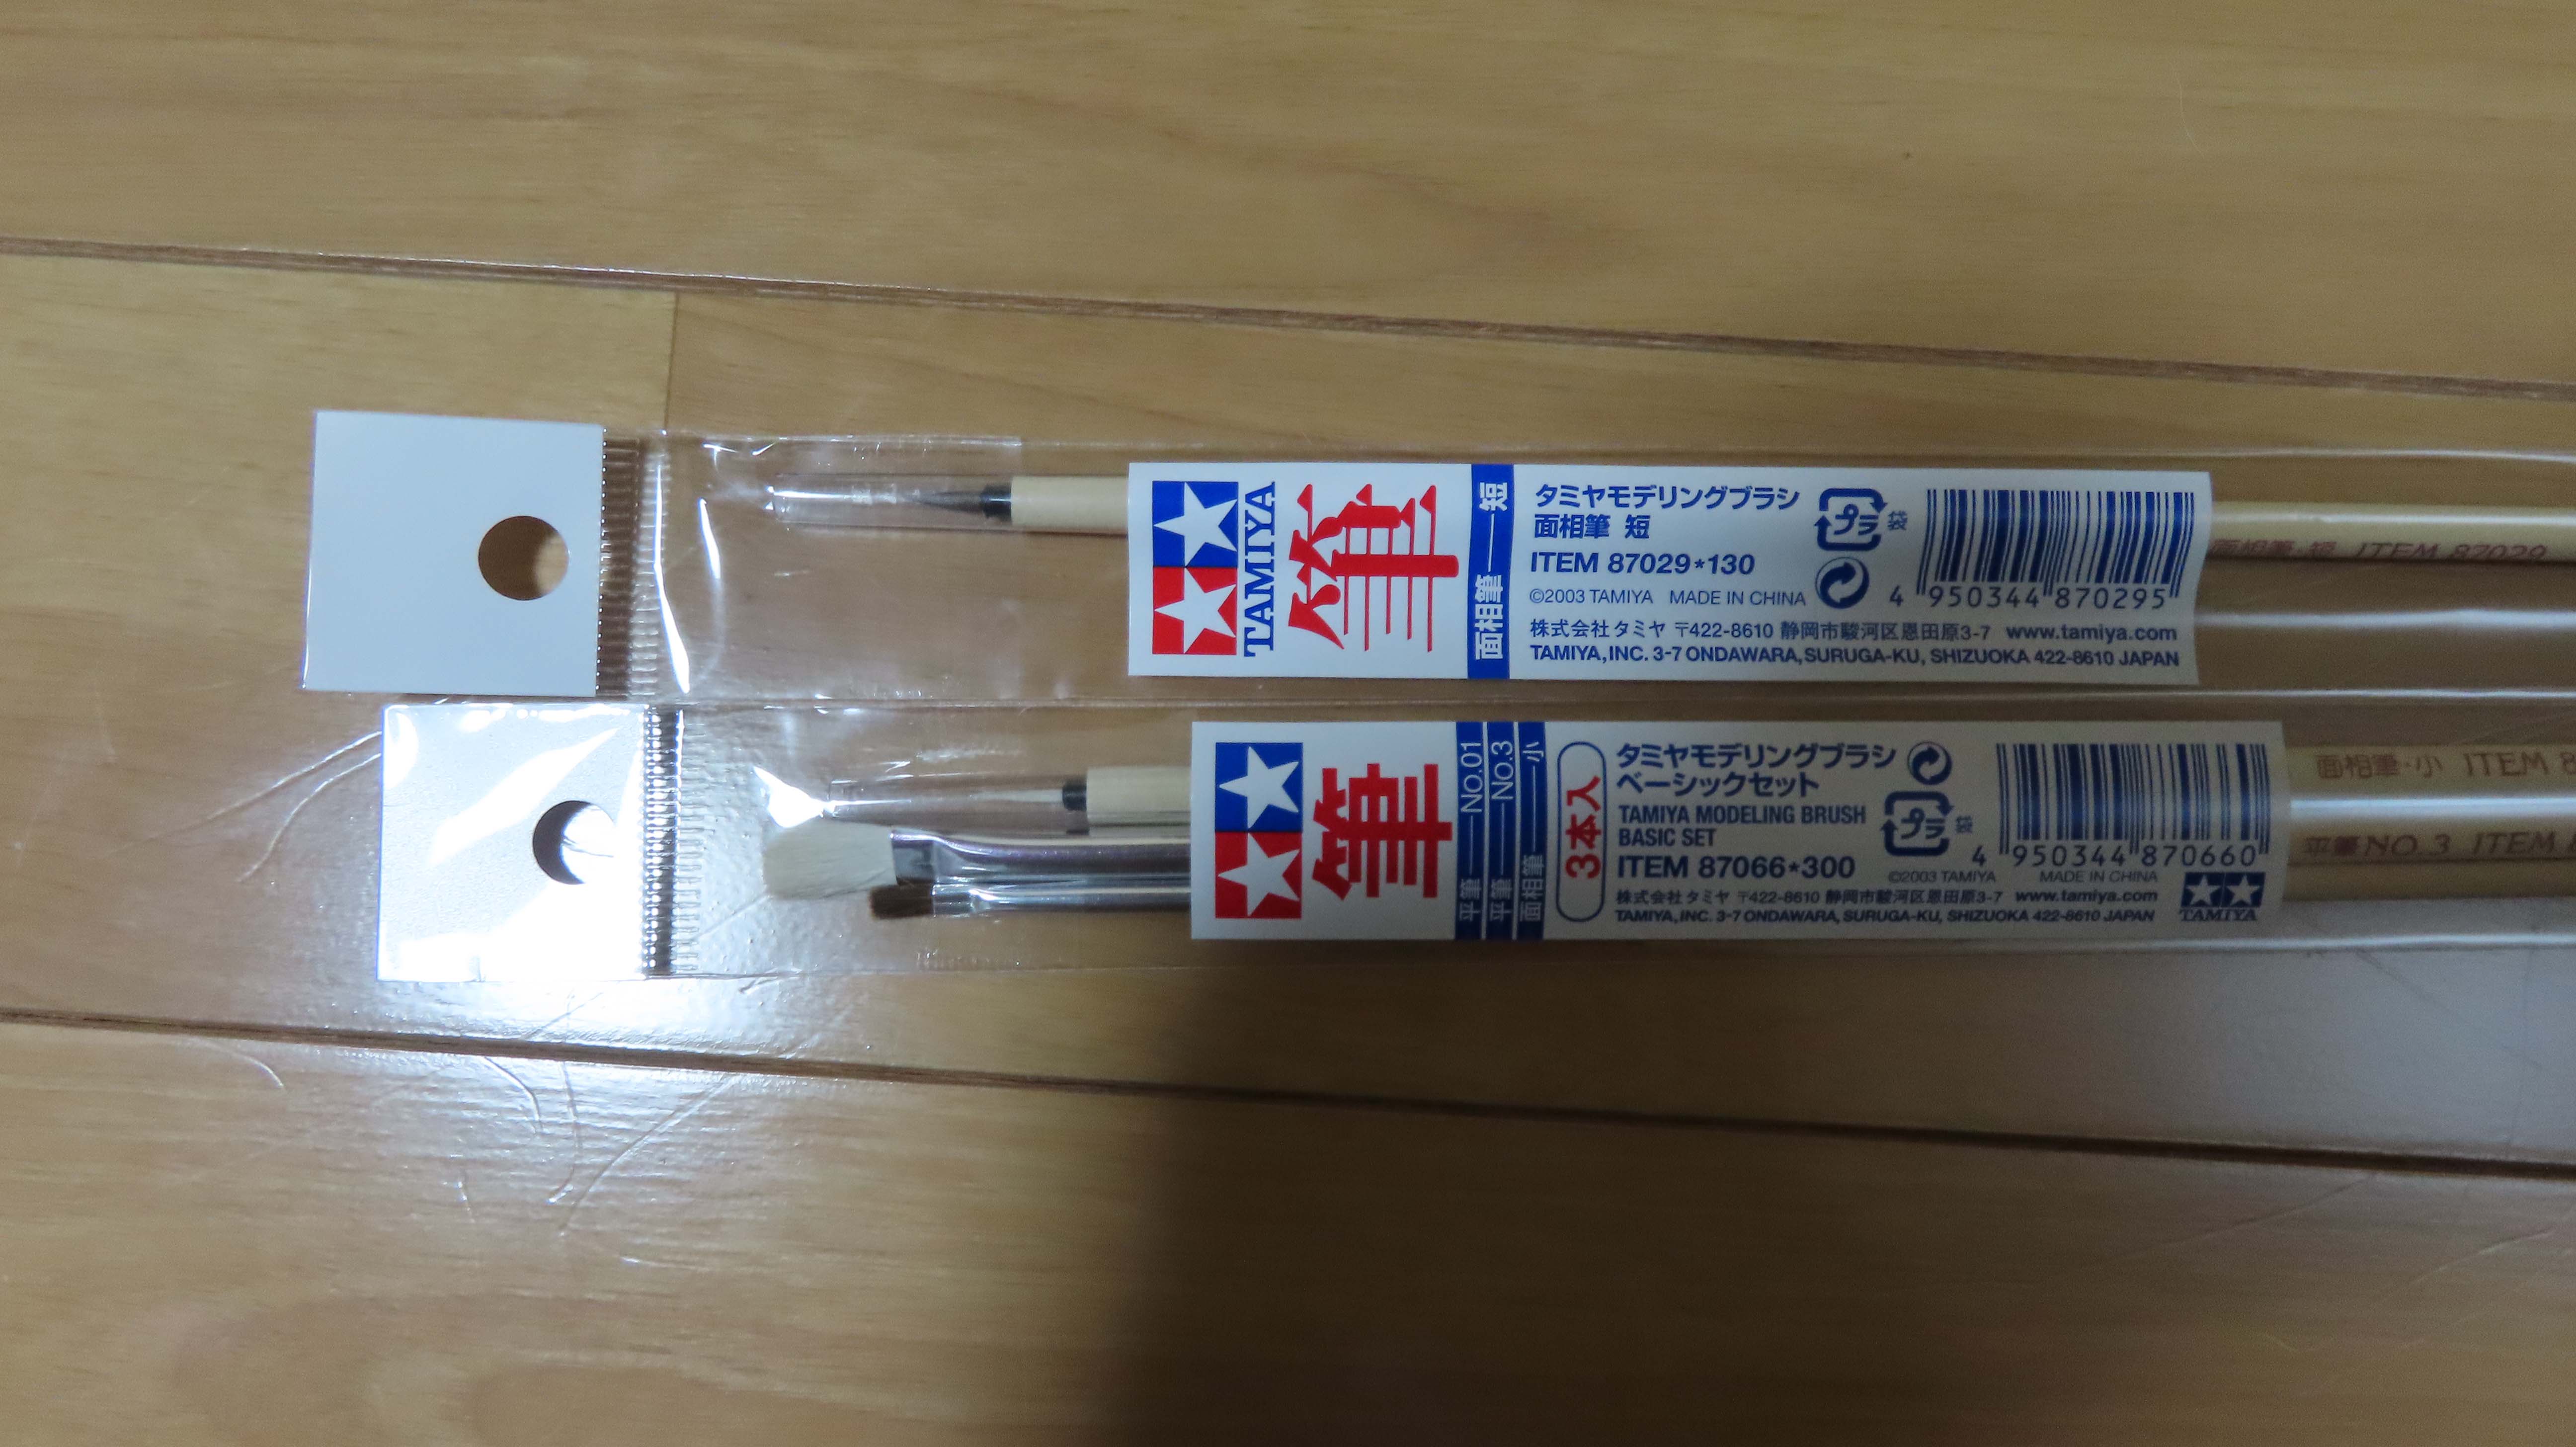 TAMIYA
筆
面相筆—短
タミヤモデリングブラシ
面相筆 短
ITEM 87029*130
©2003 TAMIYA MADE IN CHINA
プラ
袋
4 950344 870295
株式会社タミヤ 〒422-8610 静岡市駿河区恩田原3-7 www.tamiya.com
TAMIYA,INC. 3-7 ONDAWARA,SURUGA-KU, SHIZUOKA 422-8610 JAPAN
面相筆・短 ITEM 87029
筆
平筆—NO.01
平筆—NO.3
面相筆—小
3本入
タミヤモデリングブラシ
ベーシックセット
TAMIYA MODELING BRUSH
BASIC SET
ITEM 87066*300
プラ
袋
4 950344 870660
©2003 TAMIYA MADE IN CHINA
株式会社タミヤ 〒422-8610 静岡市駿河区恩田原3-7 www.tamiya.com
TAMIYA,INC. 3-7 ONDAWARA, SURUGA-KU, SHIZUOKA 422-8610 JAPAN
TAMIYA
面相筆・小 ITEM 8
平筆NO.3 ITEM 8